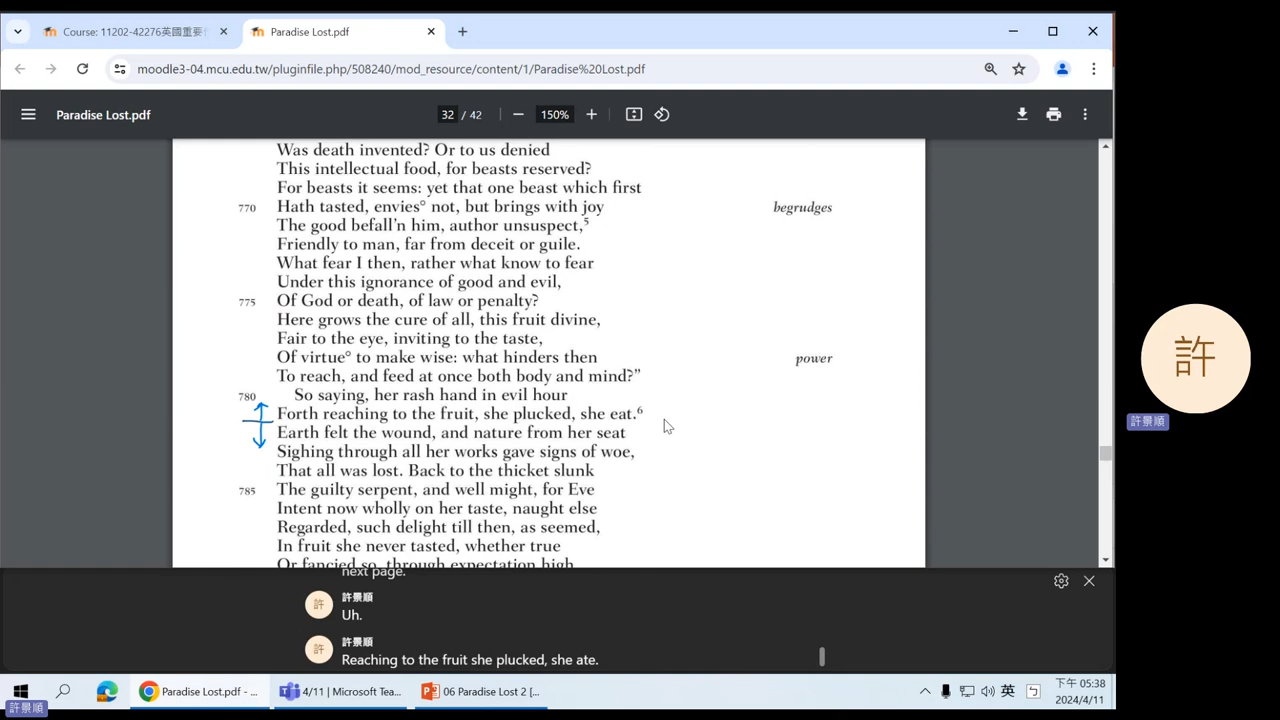 Course: 11202-42276英國重要
Paradise Lost.pdf
moodle3-04.mcu.edu.tw/pluginfile.php/508240/mod_resource/content/1/Paradise%20Lost.pdf
Paradise Lost.pdf
32 / 42
150%
Was death invented? Or to us denied
This intellectual food, for beasts reserved?
For beasts it seems: yet that one beast which first
770 Hath tasted, envies° not, but brings with joy begrudges
The good befall'n him, author unsuspect,5
Friendly to man, far from deceit or guile.
What fear I then, rather what know to fear
Under this ignorance of good and evil,
775 Of God or death, of law or penalty?
Here grows the cure of all, this fruit divine,
Fair to the eye, inviting to the taste,
Of virtue° to make wise: what hinders then power
To reach, and feed at once both body and mind?”
780 So saying, her rash hand in evil hour
Forth reaching to the fruit, she plucked, she eat.6
Earth felt the wound, and nature from her seat
Sighing through all her works gave signs of woe,
That all was lost. Back to the thicket slunk
785 The guilty serpent, and well might, for Eve
Intent now wholly on her taste, naught else
Regarded, such delight till then, as seemed,
In fruit she never tasted, whether true
Or fancied so, through expectation high
next page.
許景順
許
Uh.
許景順
許
Reaching to the fruit she plucked, she ate.
許
許景順
Paradise Lost.pdf - ...
4/11 | Microsoft Tea...
06 Paradise Lost 2 [...
英
下午 05:38
2024/4/11
許景順